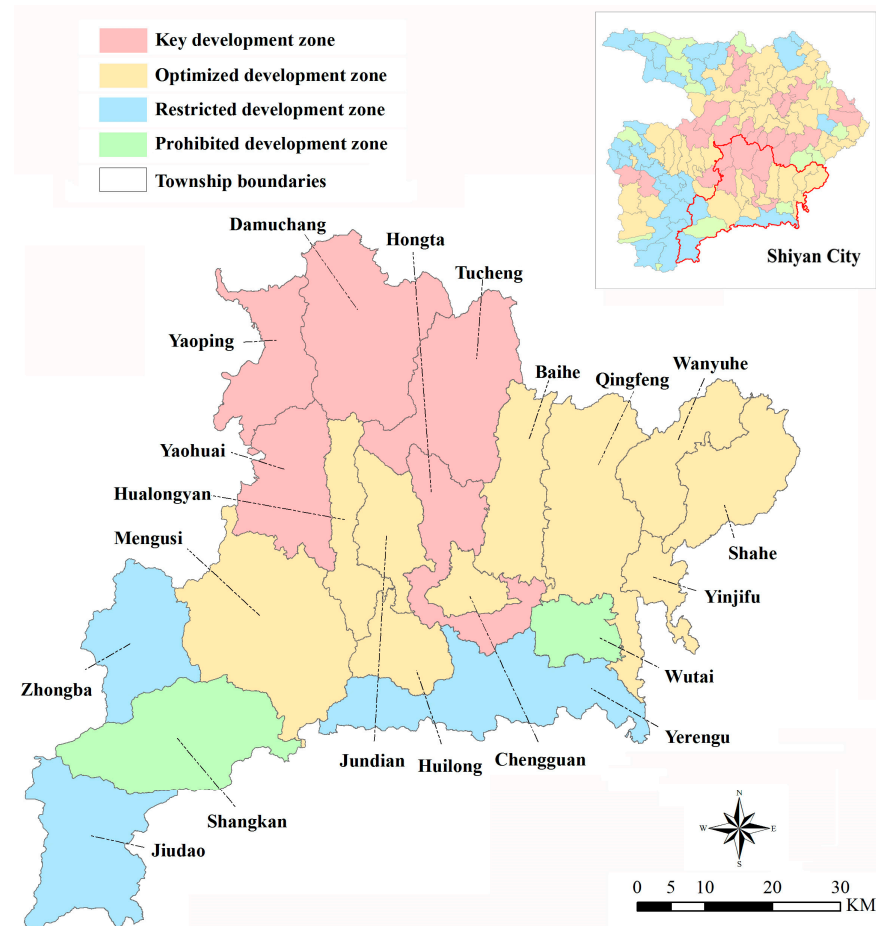 Key development zone
Optimized development zone
Restricted development zone
Prohibited development zone
Township boundaries
Shiyan City
Damuchang
Hongta
Tucheng
Yaoping
Baihe
Qingfeng
Wanyuhe
Yaohuai
Hualongyan
Mengusi
Shahe
Yinjifu
Zhongba
Wutai
Yerengu
Jundian
Huilong
Chengguan
Shangkan
Jiudao
N
W
E
S
0 5 10 20 30
KM